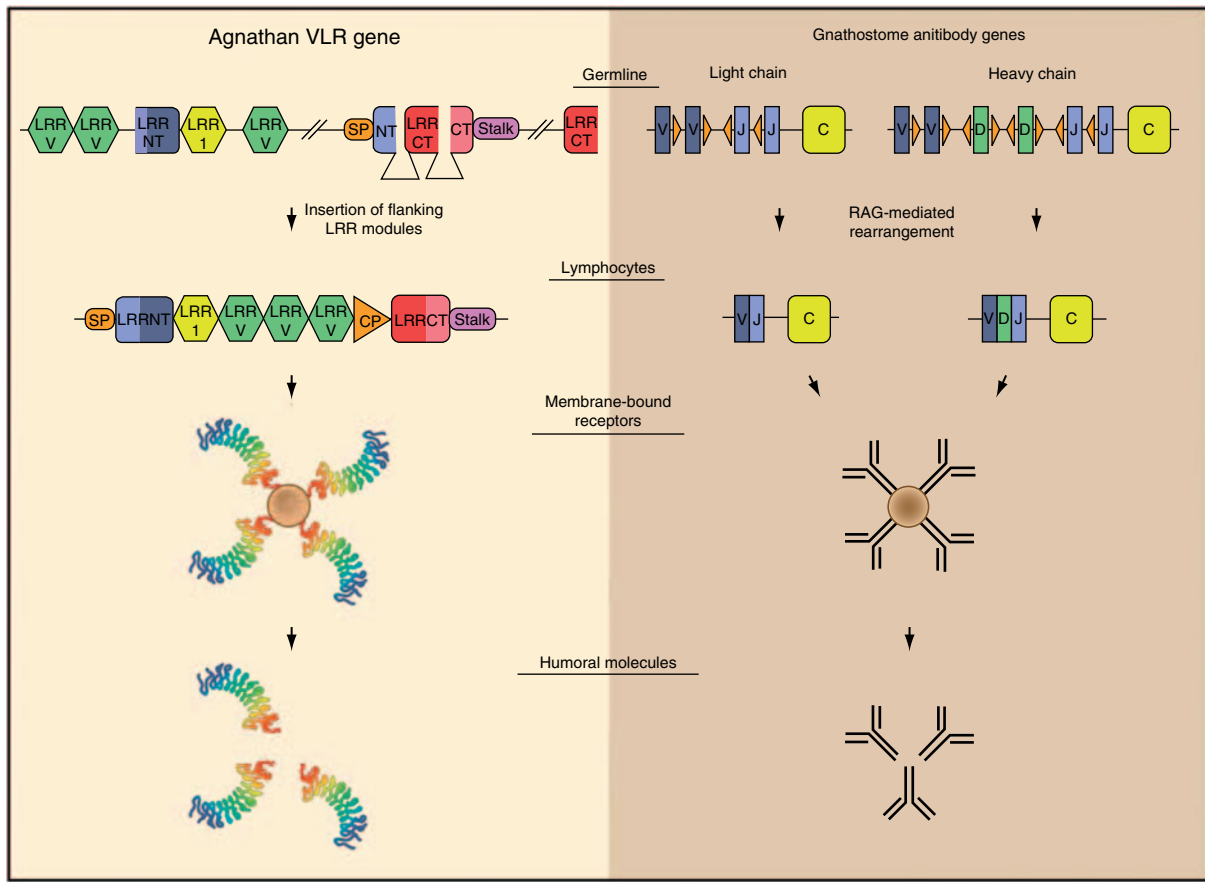 Agnathan VLR gene
Gnathostome anitibody genes
Germline
Light chain
Heavy chain
LRR V
LRR V
LRR NT
LRR 1
LRR V
SP
NT
LRR CT
CT
Stalk
LRR CT
V
V
J
J
C
V
V
D
D
J
J
C
Insertion of flanking
LRR modules
RAG-mediated
rearrangement
Lymphocytes
SP
LRRNT
LRR 1
LRR V
LRR V
LRR V
CP
LRRCT
Stalk
V
J
C
V
D
J
C
Membrane-bound
receptors
Humoral molecules